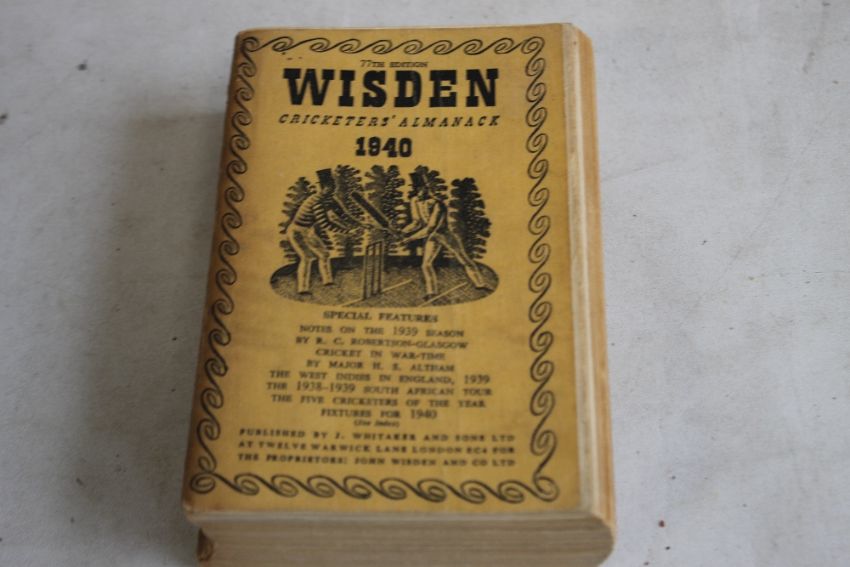 77TH EDITION
WISDEN
CRICKETERS' ALMANACK
1940
SPECIAL FEATURES
NOTES ON THE 1939 SEASON
BY R. C. ROBERTSON-GLASGOW
CRICKET IN WAR-TIME
BY MAJOR H. S. ALTHAM
THE WEST INDIES IN ENGLAND, 1939
THE 1938-1939 SOUTH AFRICAN TOUR
THE FIVE CRICKETERS OF THE YEAR
FIXTURES FOR 1940
(See Index)
PUBLISHED BY J. WHITAKER AND SONS LTD
AT TWELVE WARWICK LANE LONDON EC4 FOR
THE PROPRIETORS: JOHN WISDEN AND CO LTD